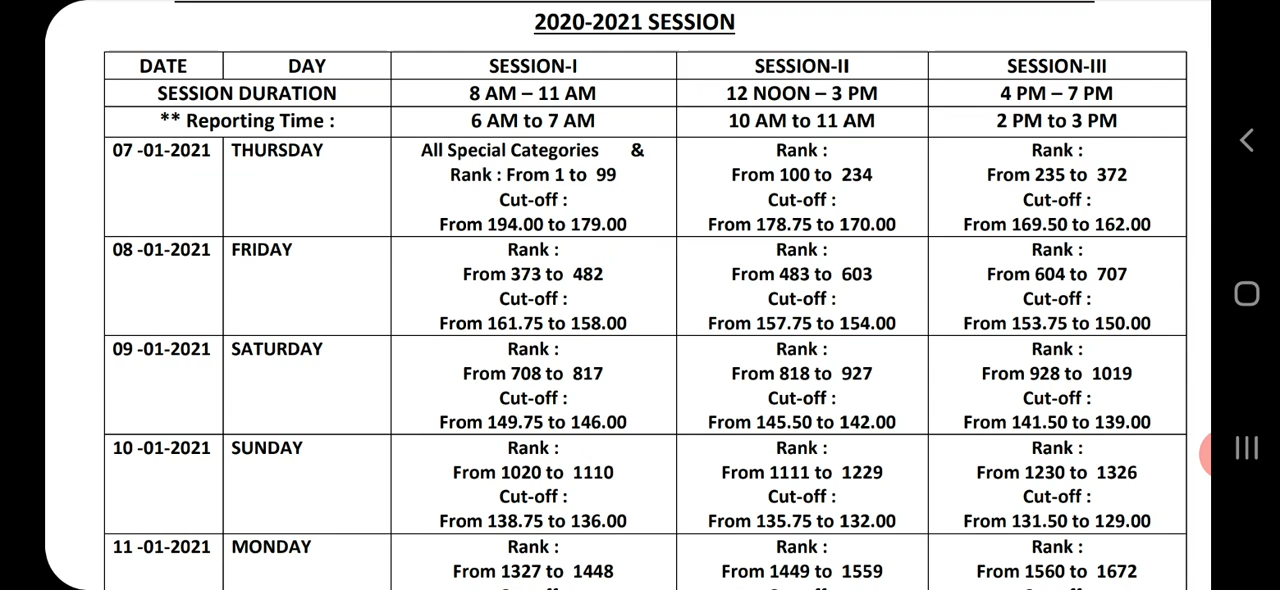 2020-2021 SESSION
DATE DAY SESSION-I SESSION-II SESSION-III
SESSION DURATION 8 AM – 11 AM 12 NOON – 3 PM 4 PM – 7 PM
** Reporting Time : 6 AM to 7 AM 10 AM to 11 AM 2 PM to 3 PM
07 -01-2021 THURSDAY All Special Categories & Rank : Rank :
Rank : From 1 to 99 From 100 to 234 From 235 to 372
Cut-off : Cut-off : Cut-off :
From 194.00 to 179.00 From 178.75 to 170.00 From 169.50 to 162.00
08 -01-2021 FRIDAY Rank : Rank : Rank :
From 373 to 482 From 483 to 603 From 604 to 707
Cut-off : Cut-off : Cut-off :
From 161.75 to 158.00 From 157.75 to 154.00 From 153.75 to 150.00
09 -01-2021 SATURDAY Rank : Rank : Rank :
From 708 to 817 From 818 to 927 From 928 to 1019
Cut-off : Cut-off : Cut-off :
From 149.75 to 146.00 From 145.50 to 142.00 From 141.50 to 139.00
10 -01-2021 SUNDAY Rank : Rank : Rank :
From 1020 to 1110 From 1111 to 1229 From 1230 to 1326
Cut-off : Cut-off : Cut-off :
From 138.75 to 136.00 From 135.75 to 132.00 From 131.50 to 129.00
11 -01-2021 MONDAY Rank : Rank : Rank :
From 1327 to 1448 From 1449 to 1559 From 1560 to 1672